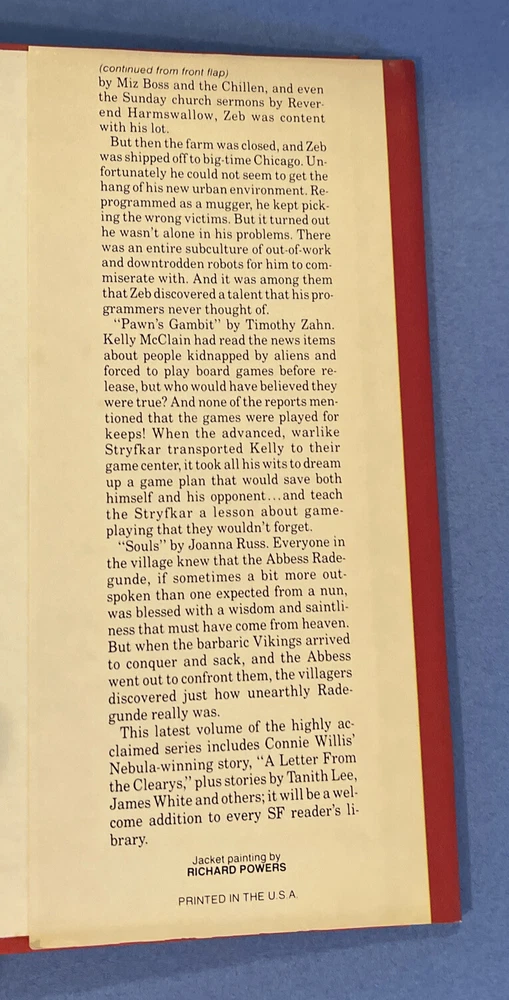 (continued from front flap)
by Miz Boss and the Chillen, and even
the Sunday church sermons by Rever-
end Harmswallow, Zeb was content
with his lot.
But then the farm was closed, and Zeb
was shipped off to big-time Chicago. Un-
fortunately he could not seem to get the
hang of his new urban environment. Re-
programmed as a mugger, he kept pick-
ing the wrong victims. But it turned out
he wasn't alone in his problems. There
was an entire subculture of out-of-work
and downtrodden robots for him to com-
miserate with. And it was among them
that Zeb discovered a talent that his pro-
grammers never thought of.
"Pawn's Gambit" by Timothy Zahn.
Kelly McClain had read the news items
about people kidnapped by aliens and
forced to play board games before re-
lease, but who would have believed they
were true? And none of the reports men-
tioned that the games were played for
keeps! When the advanced, warlike
Stryfkar transported Kelly to their
game center, it took all his wits to dream
up a game plan that would save both
himself and his opponent...and teach
the Stryfkar a lesson about game-
playing that they wouldn't forget.
"Souls" by Joanna Russ. Everyone in
the village knew that the Abbess Rade-
gunde, if sometimes a bit more out-
spoken than one expected from a nun,
was blessed with a wisdom and saintli-
ness that must have come from heaven.
But when the barbaric Vikings arrived
to conquer and sack, and the Abbess
went out to confront them, the villagers
discovered just how unearthly Rade-
gunde really was.
This latest volume of the highly ac-
claimed series includes Connie Willis'
Nebula-winning story, "A Letter From
the Clearys," plus stories by Tanith Lee,
James White and others; it will be a wel-
come addition to every SF reader's li-
brary.
Jacket painting by
RICHARD POWERS
PRINTED IN THE U.S.A.